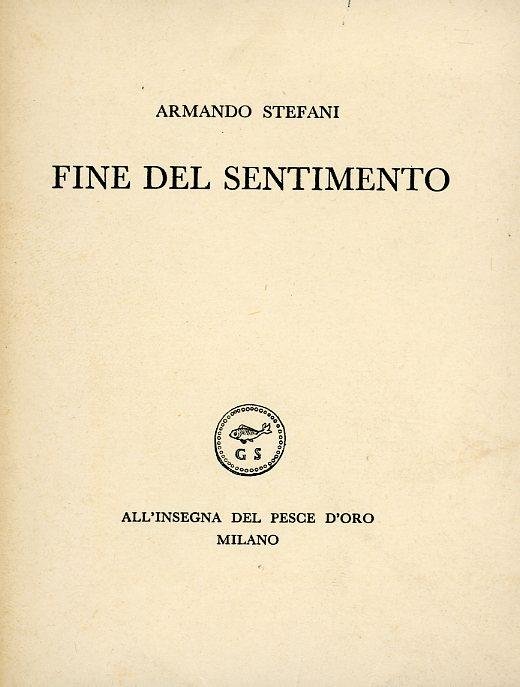 ARMANDO STEFANI
FINE DEL SENTIMENTO
G S
ALL'INSEGNA DEL PESCE D'ORO
MILANO